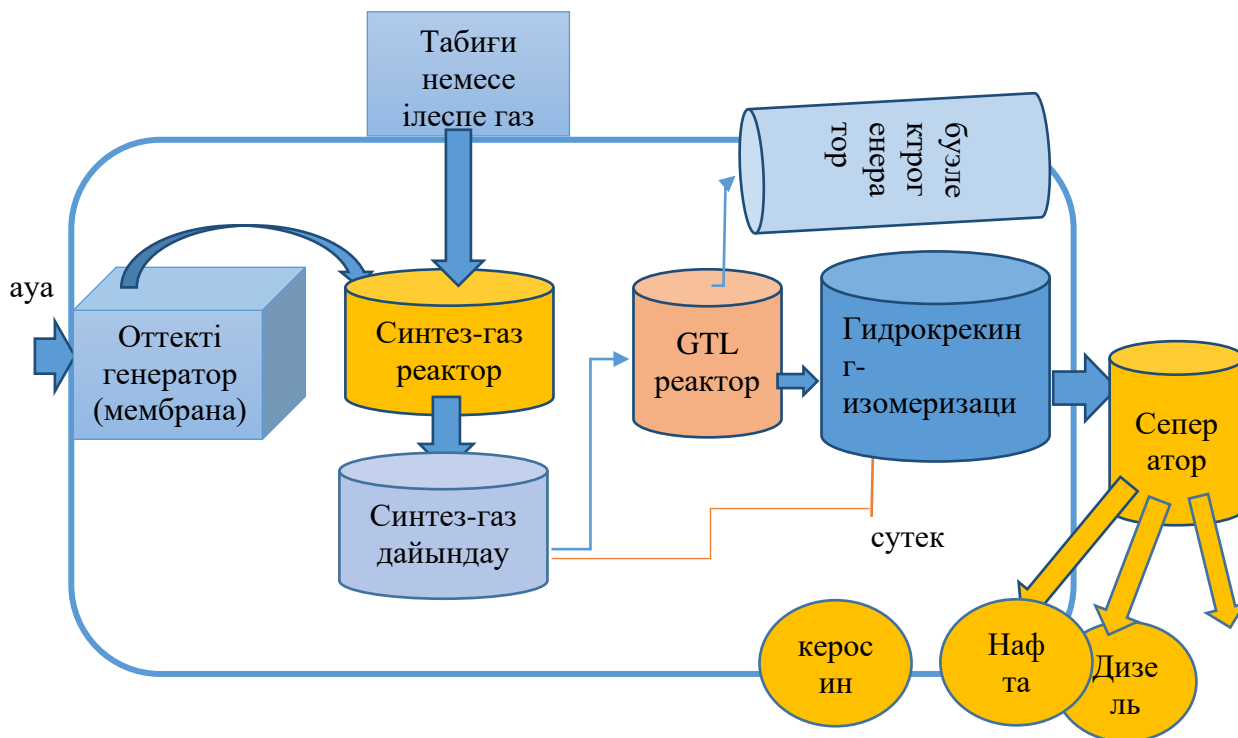 Табиғи
немесе
ілеспе газ
буэле
ктрог
енера
тор
ауа
Оттекті
генератор
(мембрана)
Синтез-газ
реактор
GTL
реактор
Гидрокрекин
г-
изомеризаци
Сепер
атор
Синтез-газ
дайындау
сутек
керос
ин
Наф
та
Дизе
ль